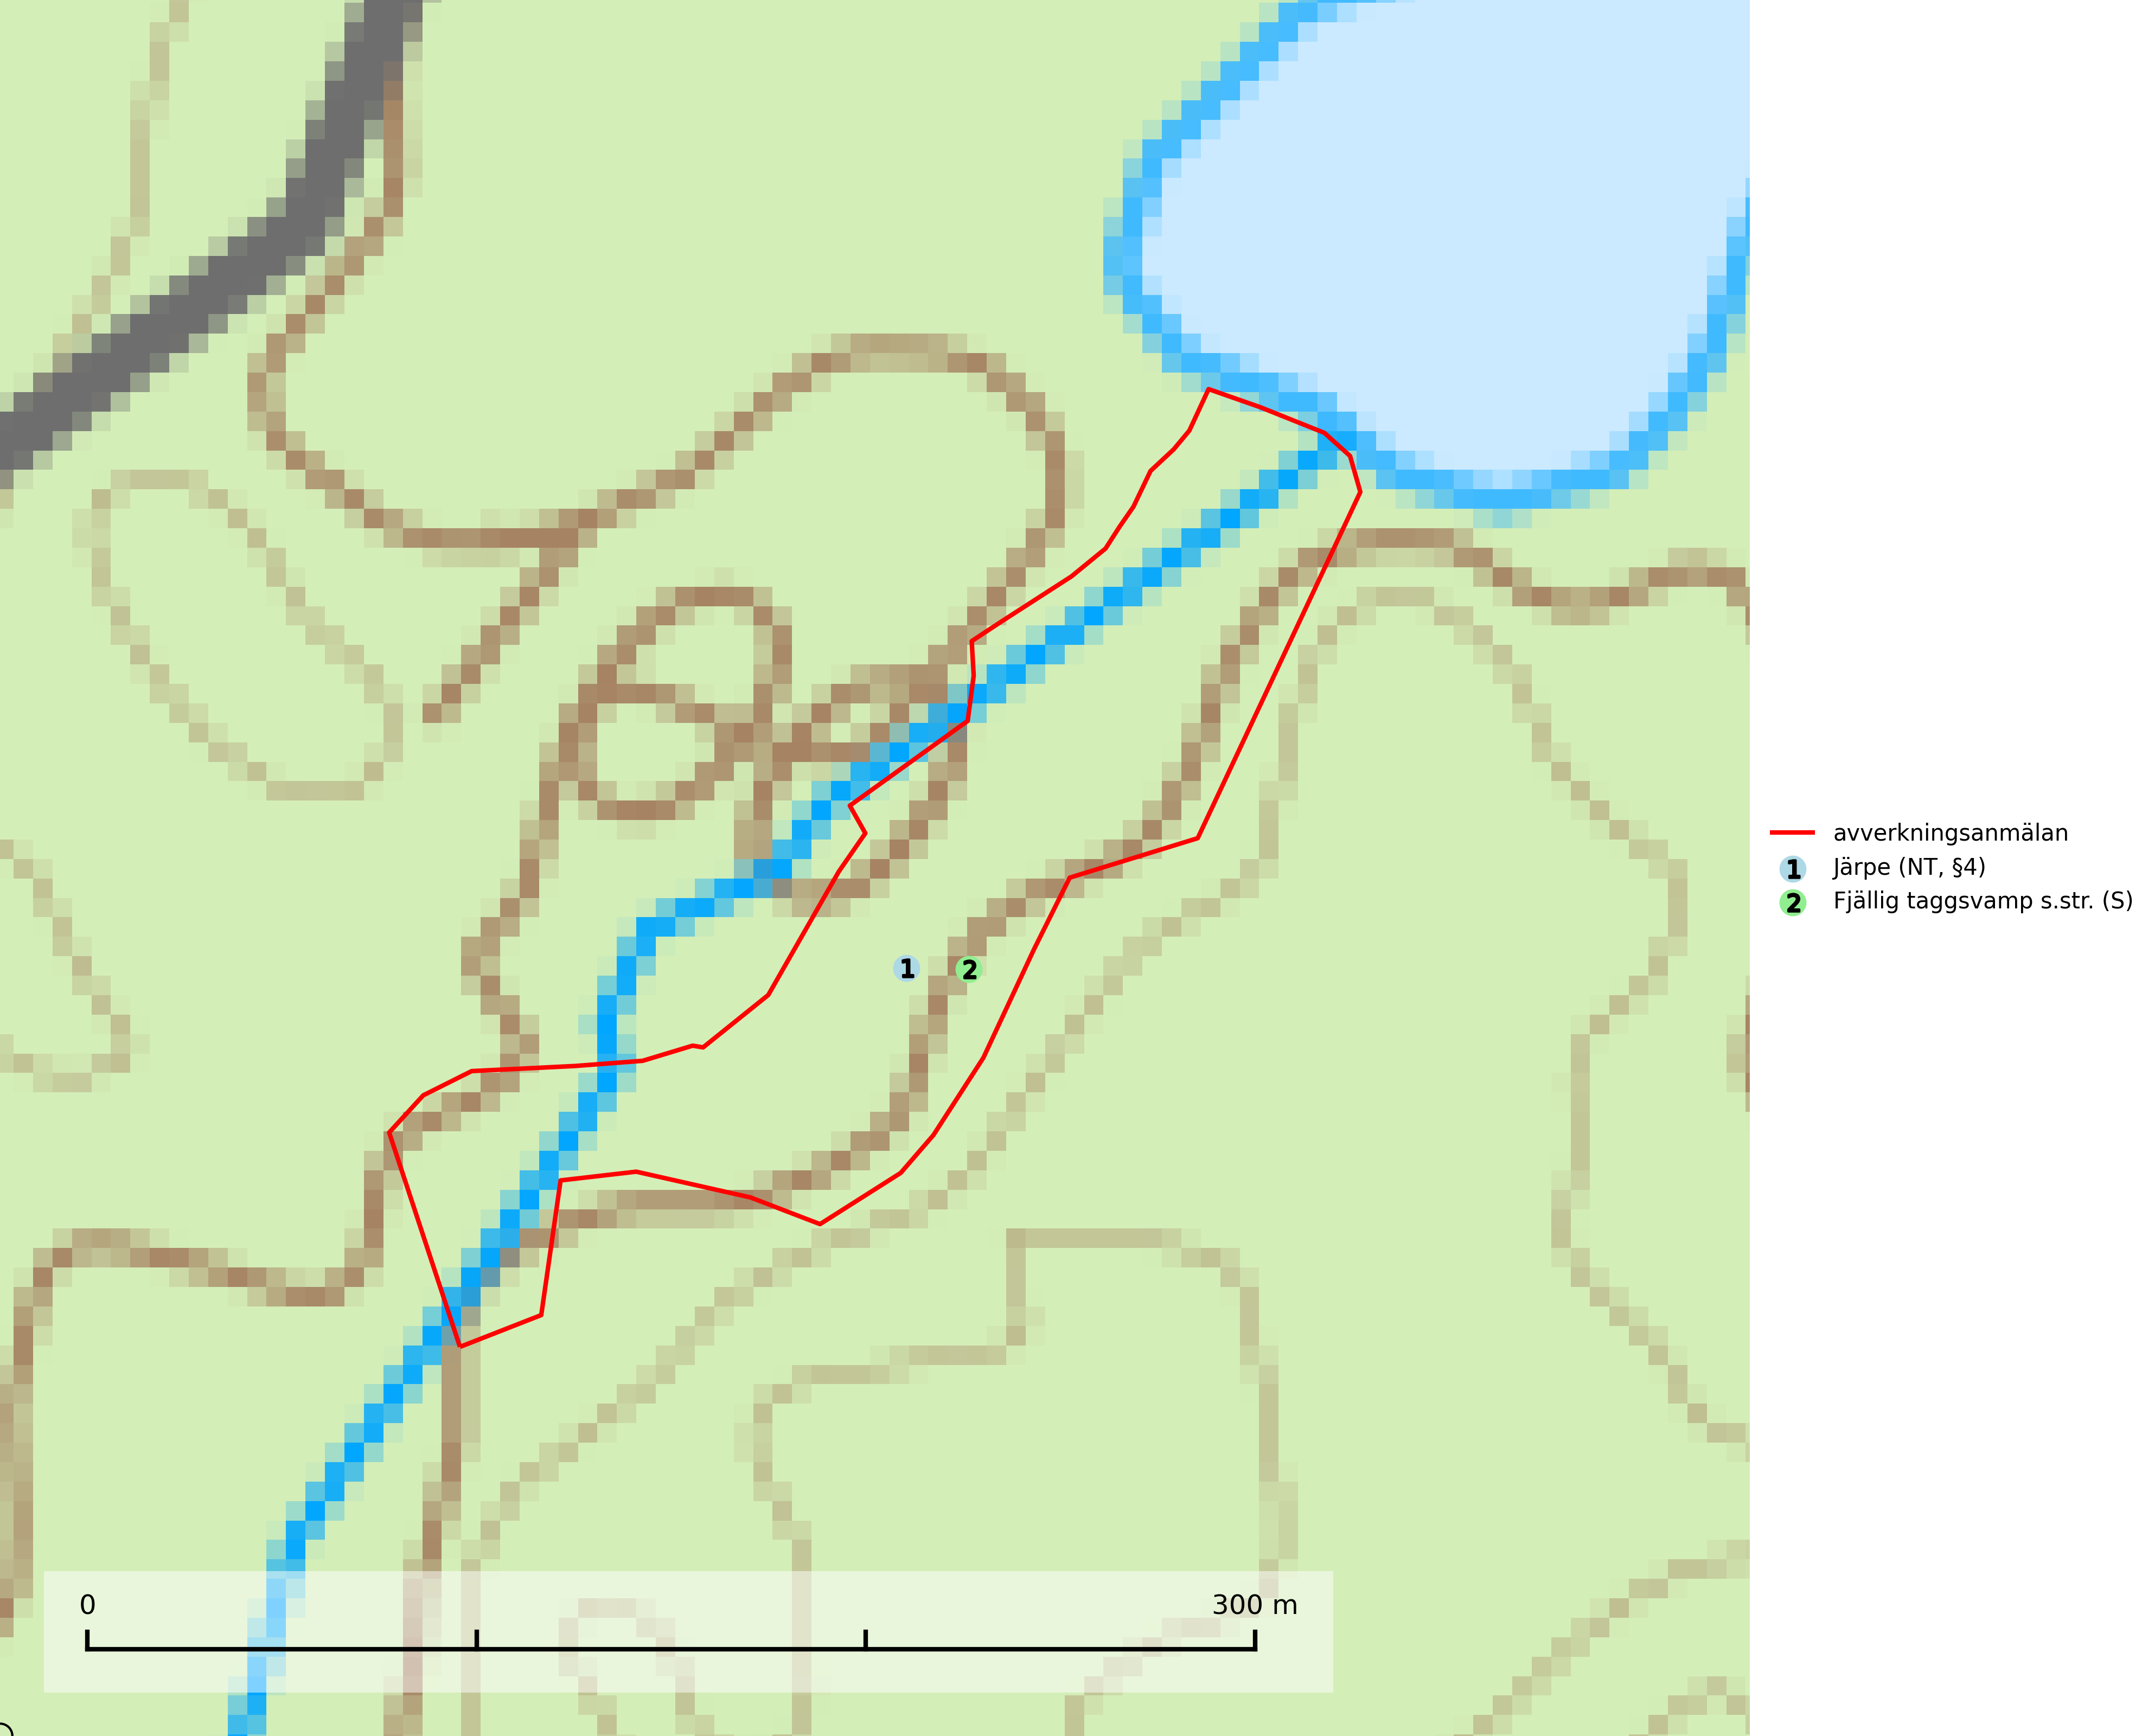 avverkningsanmälan
1 Järpe (NT, §4)
2 Fjällig taggsvamp s.str. (S)
1 2
0 300 m